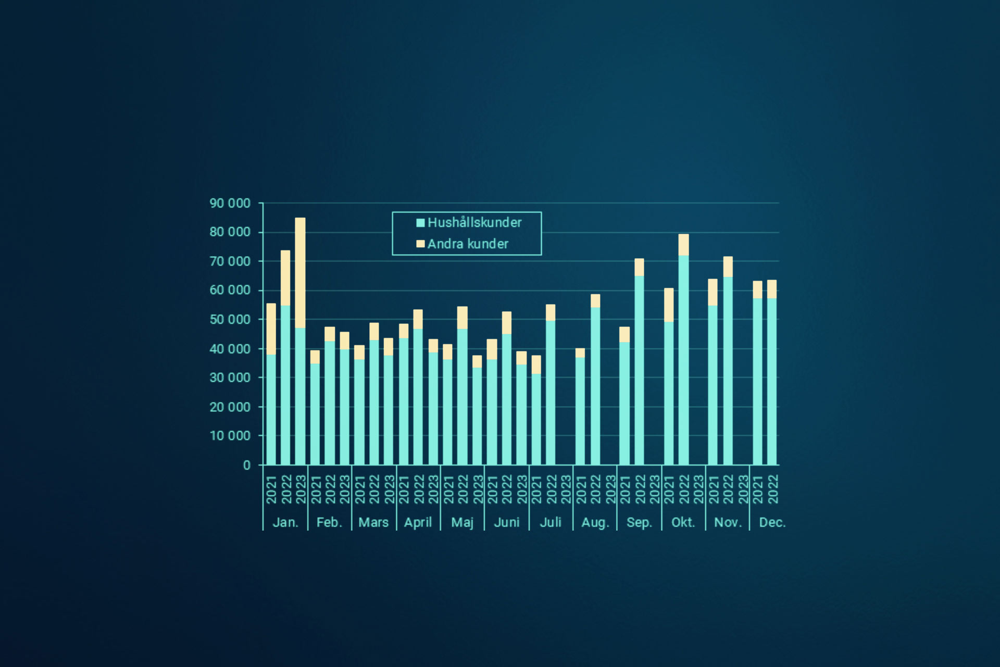 90 000
80 000
70 000
60 000
50 000
40 000
30 000
20 000
10 000
0
Hushållskunder
Andra kunder
2021 2022 2023 2021 2022 2023 2021 2022 2023 2021 2022 2023 2021 2022 2023 2021 2022 2023 2021 2022 2023 2021 2022 2023 2021 2022 2023 2021 2022 2023 2021 2022 2023 2021 2022
Jan. Feb. Mars April Maj Juni Juli Aug. Sep. Okt. Nov. Dec.